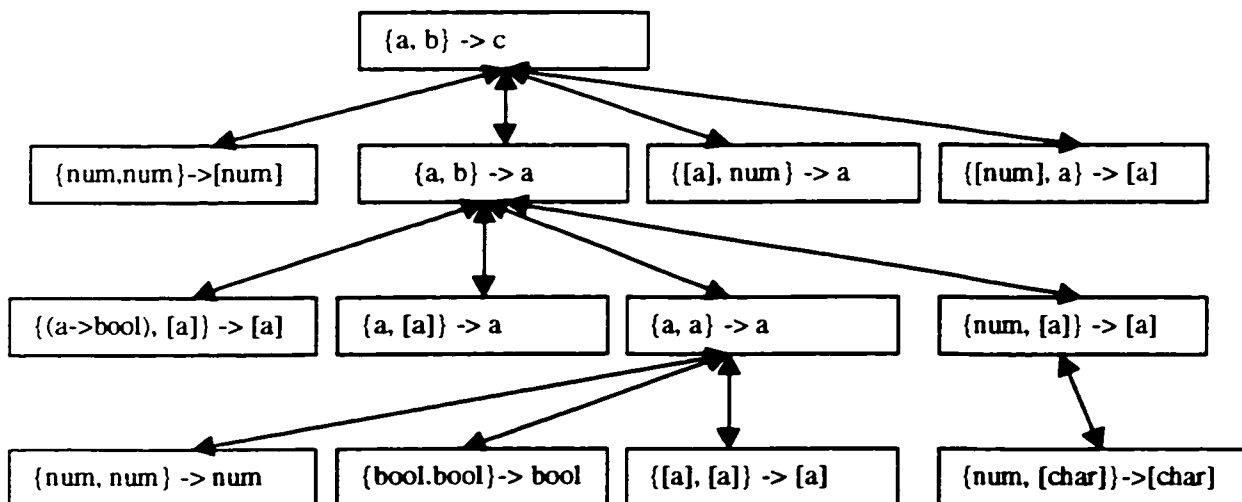 {a, b} -> c
{num,num}->[num]
{a, b} -> a
{[a], num} -> a
{[num], a} -> [a]
{(a->bool), [a]} -> [a]
{a, [a]} -> a
{a, a} -> a
{num, [a]} -> [a]
{num, num} -> num
{bool.bool}-> bool
{[a], [a]} -> [a]
{num, [char]}->[char]